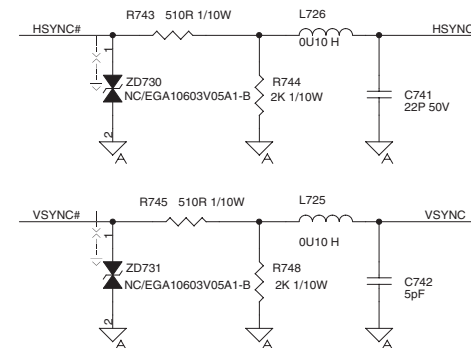 R743 510R 1/10W
L726
HSYNC#
HSYNC
0U10 H
1
ZD730
NC/EGA10603V05A1-B
R744
2K 1/10W
C741
22P 50V
2
A
A
A
R745 510R 1/10W
L725
VSYNC#
VSYNC
0U10 H
1
ZD731
NC/EGA10603V05A1-B
R748
2K 1/10W
C742
5pF
2
A
A
A